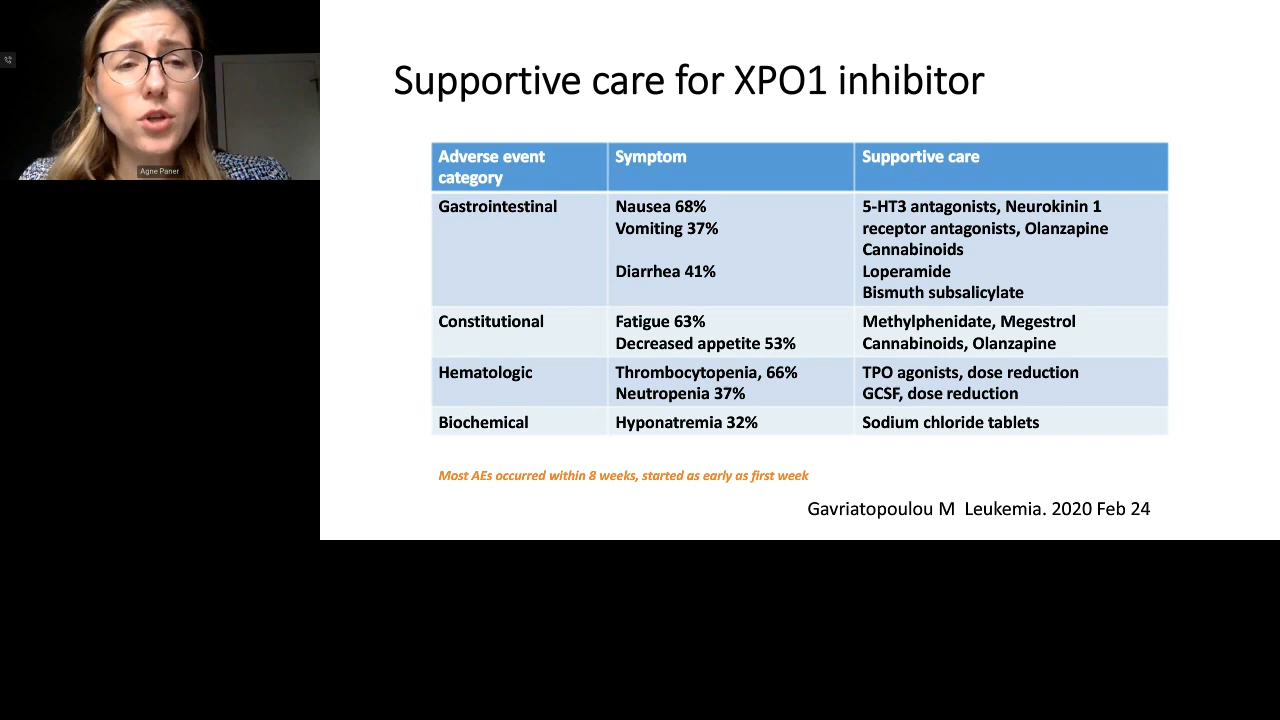 Agne Paner
Supportive care for XPO1 inhibitor
Adverse event category
Symptom
Supportive care
Gastrointestinal
Nausea 68%
Vomiting 37%
Diarrhea 41%
5-HT3 antagonists, Neurokinin 1
receptor antagonists, Olanzapine
Cannabinoids
Loperamide
Bismuth subsalicylate
Constitutional
Fatigue 63%
Decreased appetite 53%
Methylphenidate, Megestrol
Cannabinoids, Olanzapine
Hematologic
Thrombocytopenia, 66%
Neutropenia 37%
TPO agonists, dose reduction
GCSF, dose reduction
Biochemical
Hyponatremia 32%
Sodium chloride tablets
Most AEs occurred within 8 weeks, started as early as first week
Gavriatopoulou M Leukemia. 2020 Feb 24